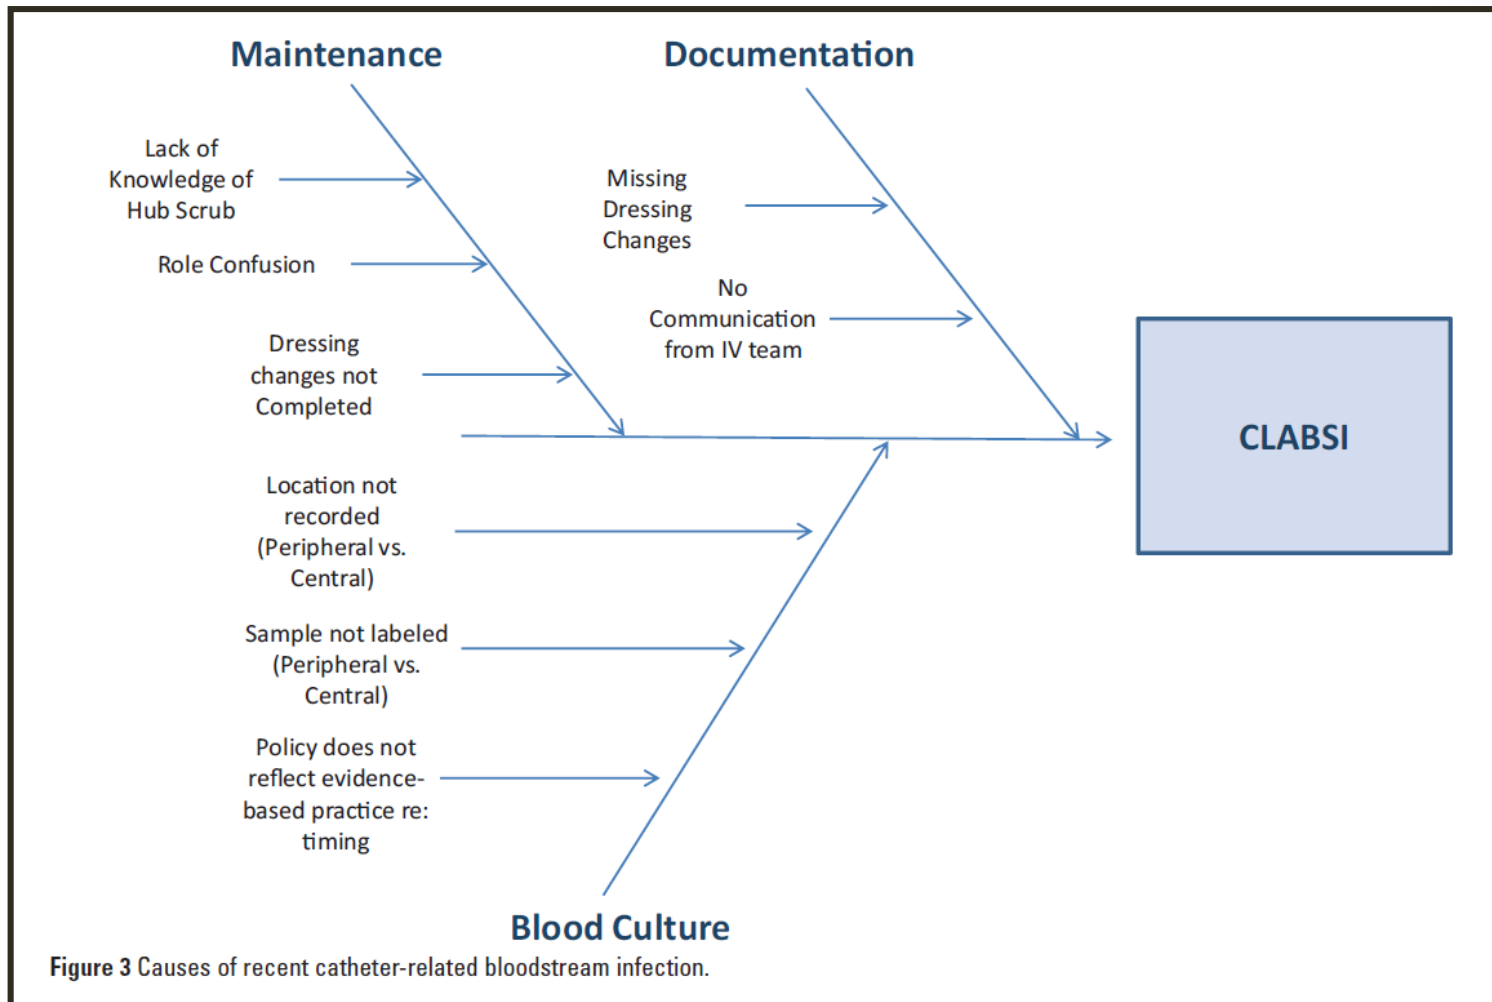 Maintenance
Documentation
Lack of
Knowledge of
Hub Scrub
Role Confusion
Dressing
changes not
Completed
Missing
Dressing
Changes
No
Communication
from IV team
CLABSI
Location not
recorded
(Peripheral vs.
Central)
Sample not labeled
(Peripheral vs.
Central)
Policy does not
reflect evidence-
based practice re:
timing
Blood Culture
Figure 3 Causes of recent catheter-related bloodstream infection.